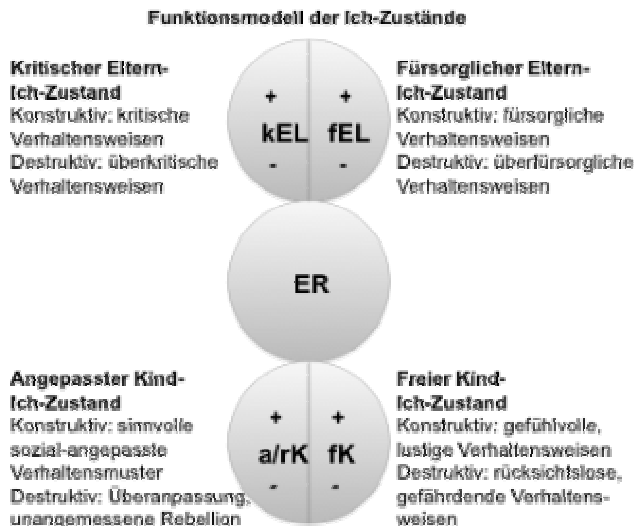 Funktionsmodell der Ich-Zustände
Kritischer Eltern-
Ich-Zustand
Konstruktiv: kritische
Verhaltensweisen
Destruktiv: überkritische
Verhaltensweisen
+ +
kEL fEL
- -
Fürsorglicher Eltern-
Ich-Zustand
Konstruktiv: fürsorgliche
Verhaltensweisen
Destruktiv: überfürsorgliche
Verhaltensweisen
ER
Angepasster Kind-
Ich-Zustand
Konstruktiv: sinnvolle
sozial-angepasste
Verhaltensmuster
Destruktiv: Überanpassung,
unangemessene Rebellion
+ +
a/rK fK
- -
Freier Kind-
Ich-Zustand
Konstruktiv: gefühlvolle,
lustige Verhaltensweisen
Destruktiv: rücksichtslose,
gefährdende Verhaltens-
weisen